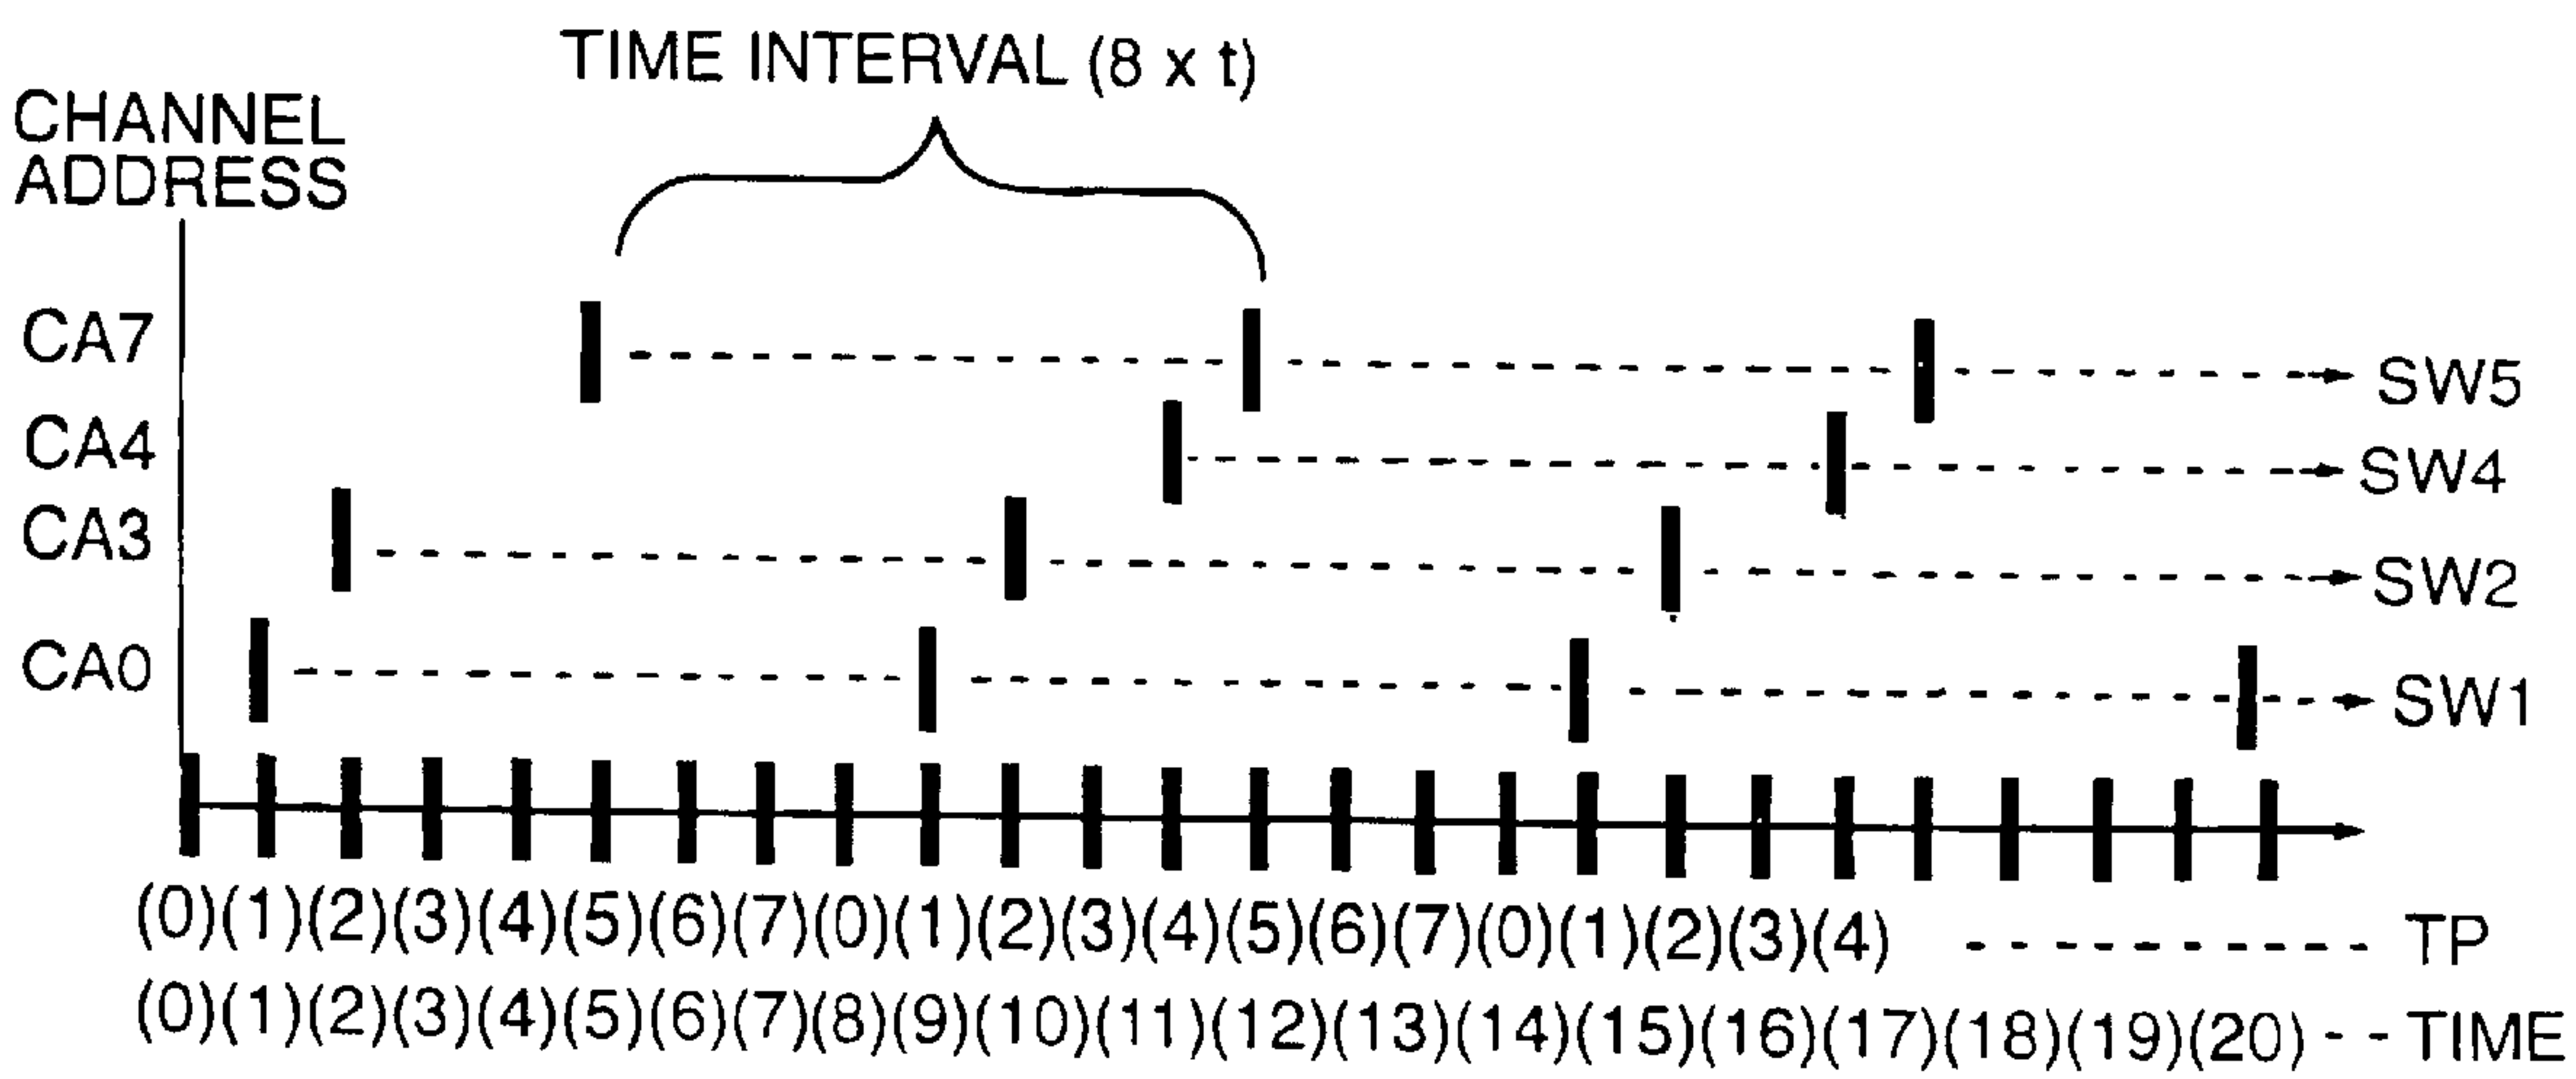 TIME INTERVAL (8 x t)
CHANNEL
ADDRESS
CA7
SW5
CA4
SW4
CA3
SW2
CA0
SW1
(0)(1)(2)(3)(4)(5)(6)(7)(0)(1)(2)(3)(4)(5)(6)(7)(0)(1)(2)(3)(4) - - - - - - - - - - TP
(0)(1)(2)(3)(4)(5)(6)(7)(8)(9)(10)(11)(12)(13)(14)(15)(16)(17)(18)(19)(20) - - TIME